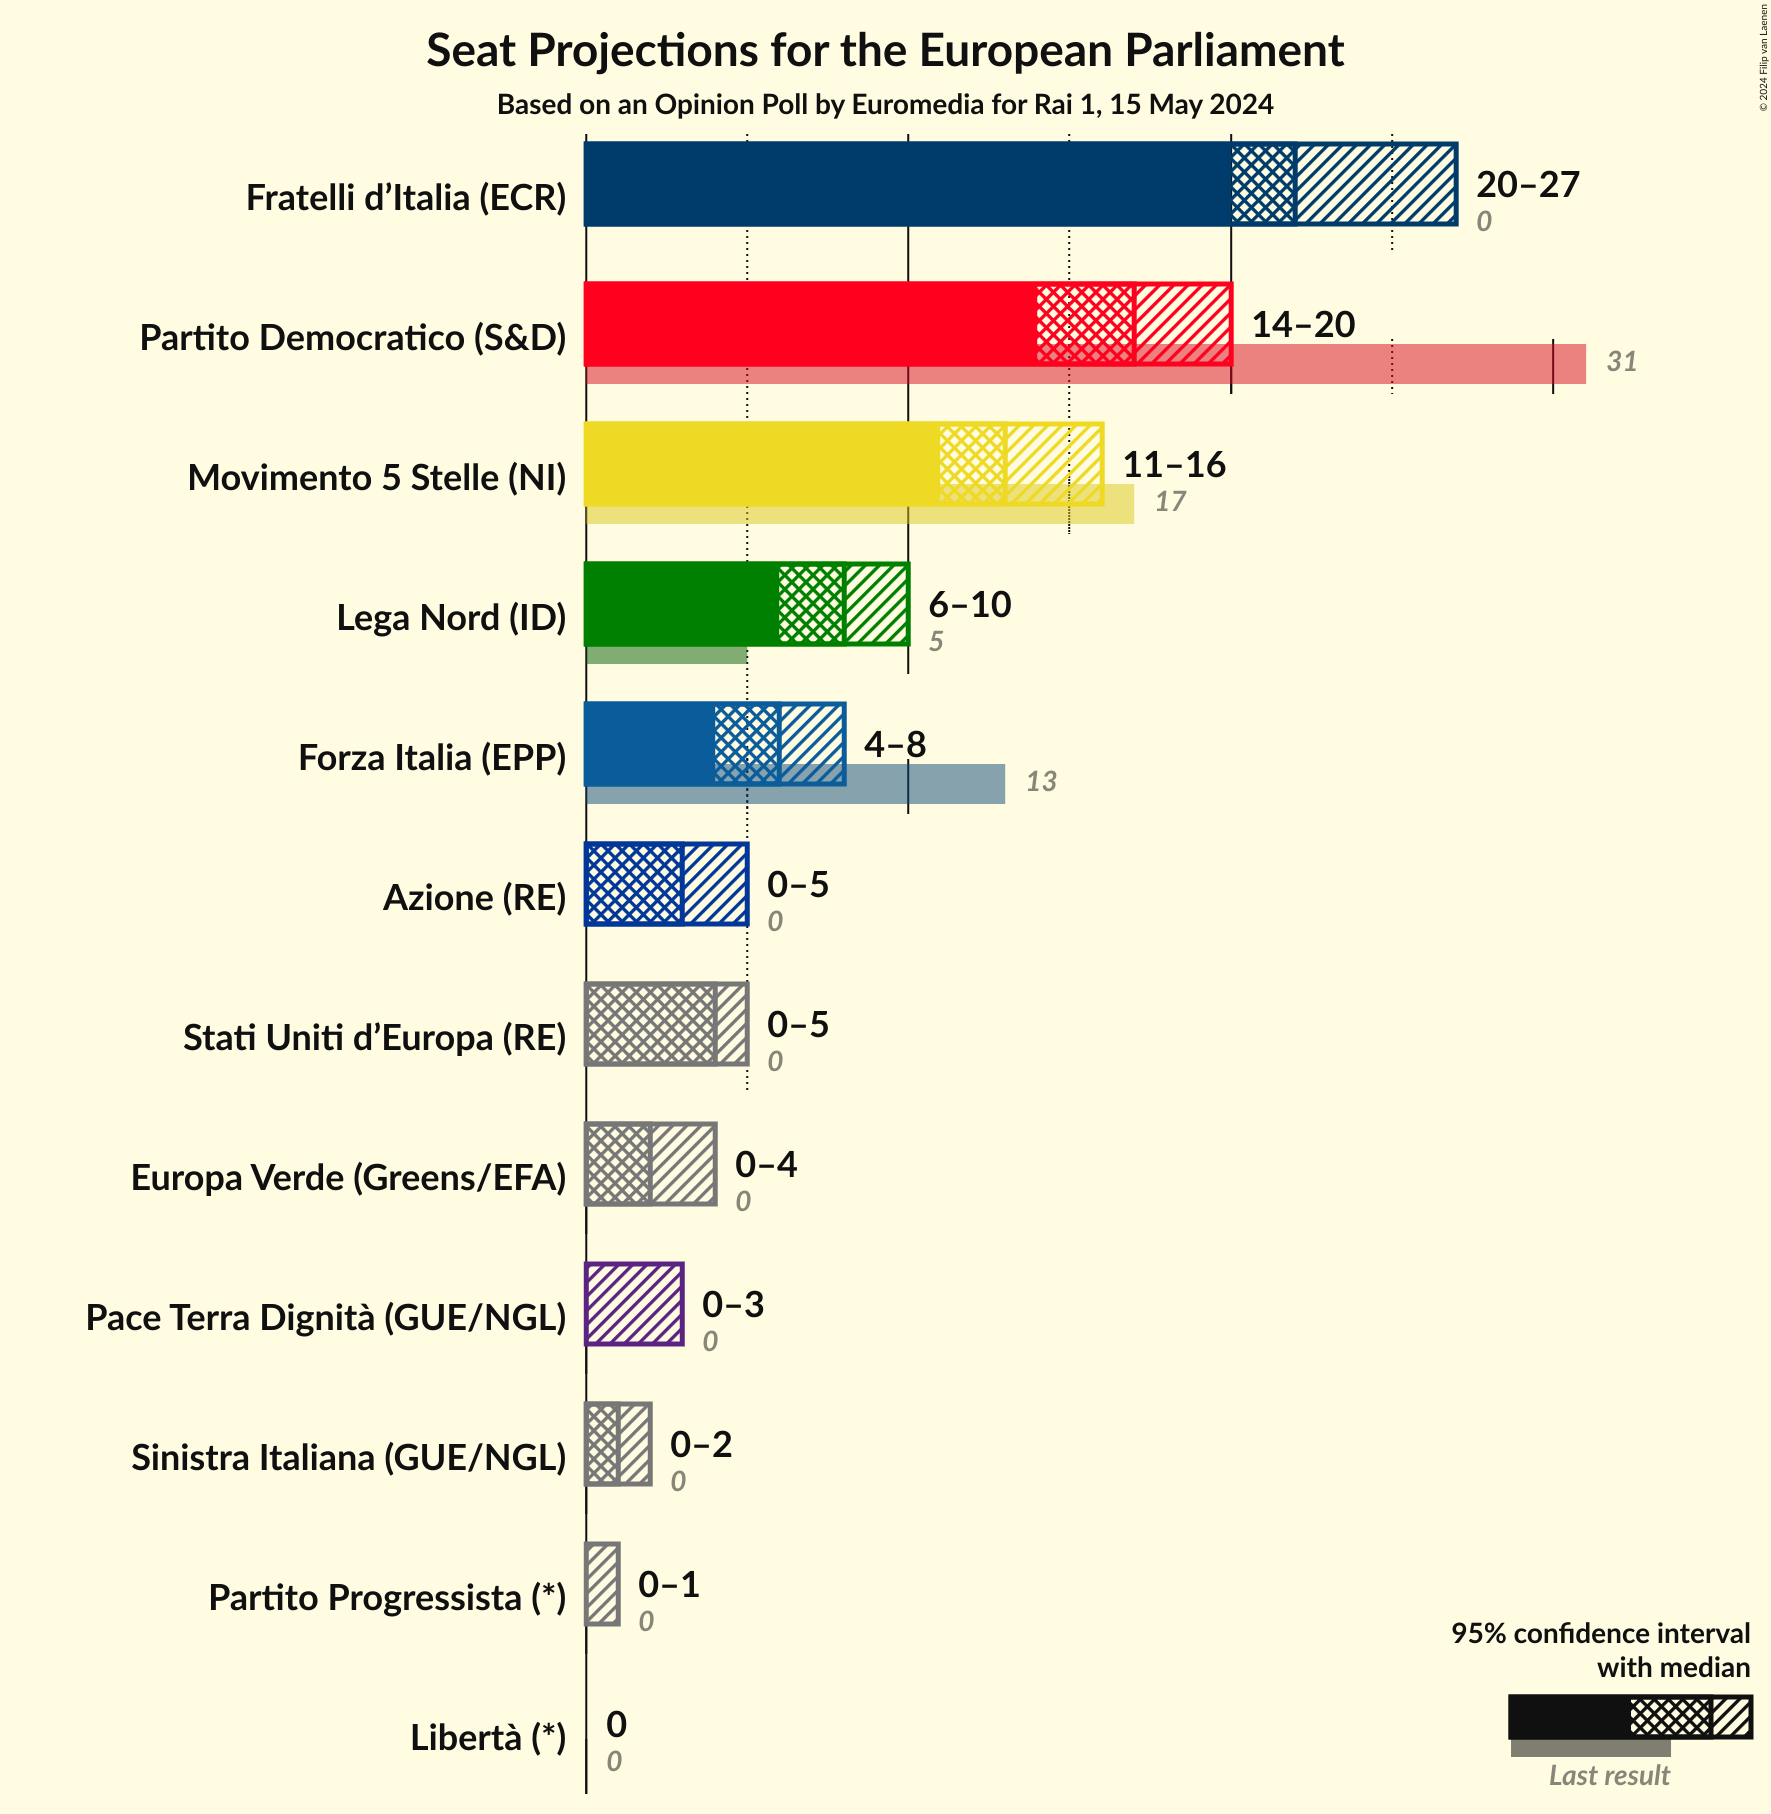 Seat Projections for the European Parliament
Based on an Opinion Poll by Euromedia for Rai 1, 15 May 2024
© 2024 Filip van Laenen
Fratelli d’Italia (ECR)
20–27
0
Partito Democratico (S&D)
14–20
31
Movimento 5 Stelle (NI)
11–16
17
Lega Nord (ID)
6–10
5
Forza Italia (EPP)
4–8
13
Azione (RE)
0–5
0
Stati Uniti d’Europa (RE)
0–5
0
Europa Verde (Greens/EFA)
0–4
0
Pace Terra Dignità (GUE/NGL)
0–3
0
Sinistra Italiana (GUE/NGL)
0–2
0
Partito Progressista (*)
0–1
0
Libertà (*)
0
0
95% confidence interval
with median
Last result